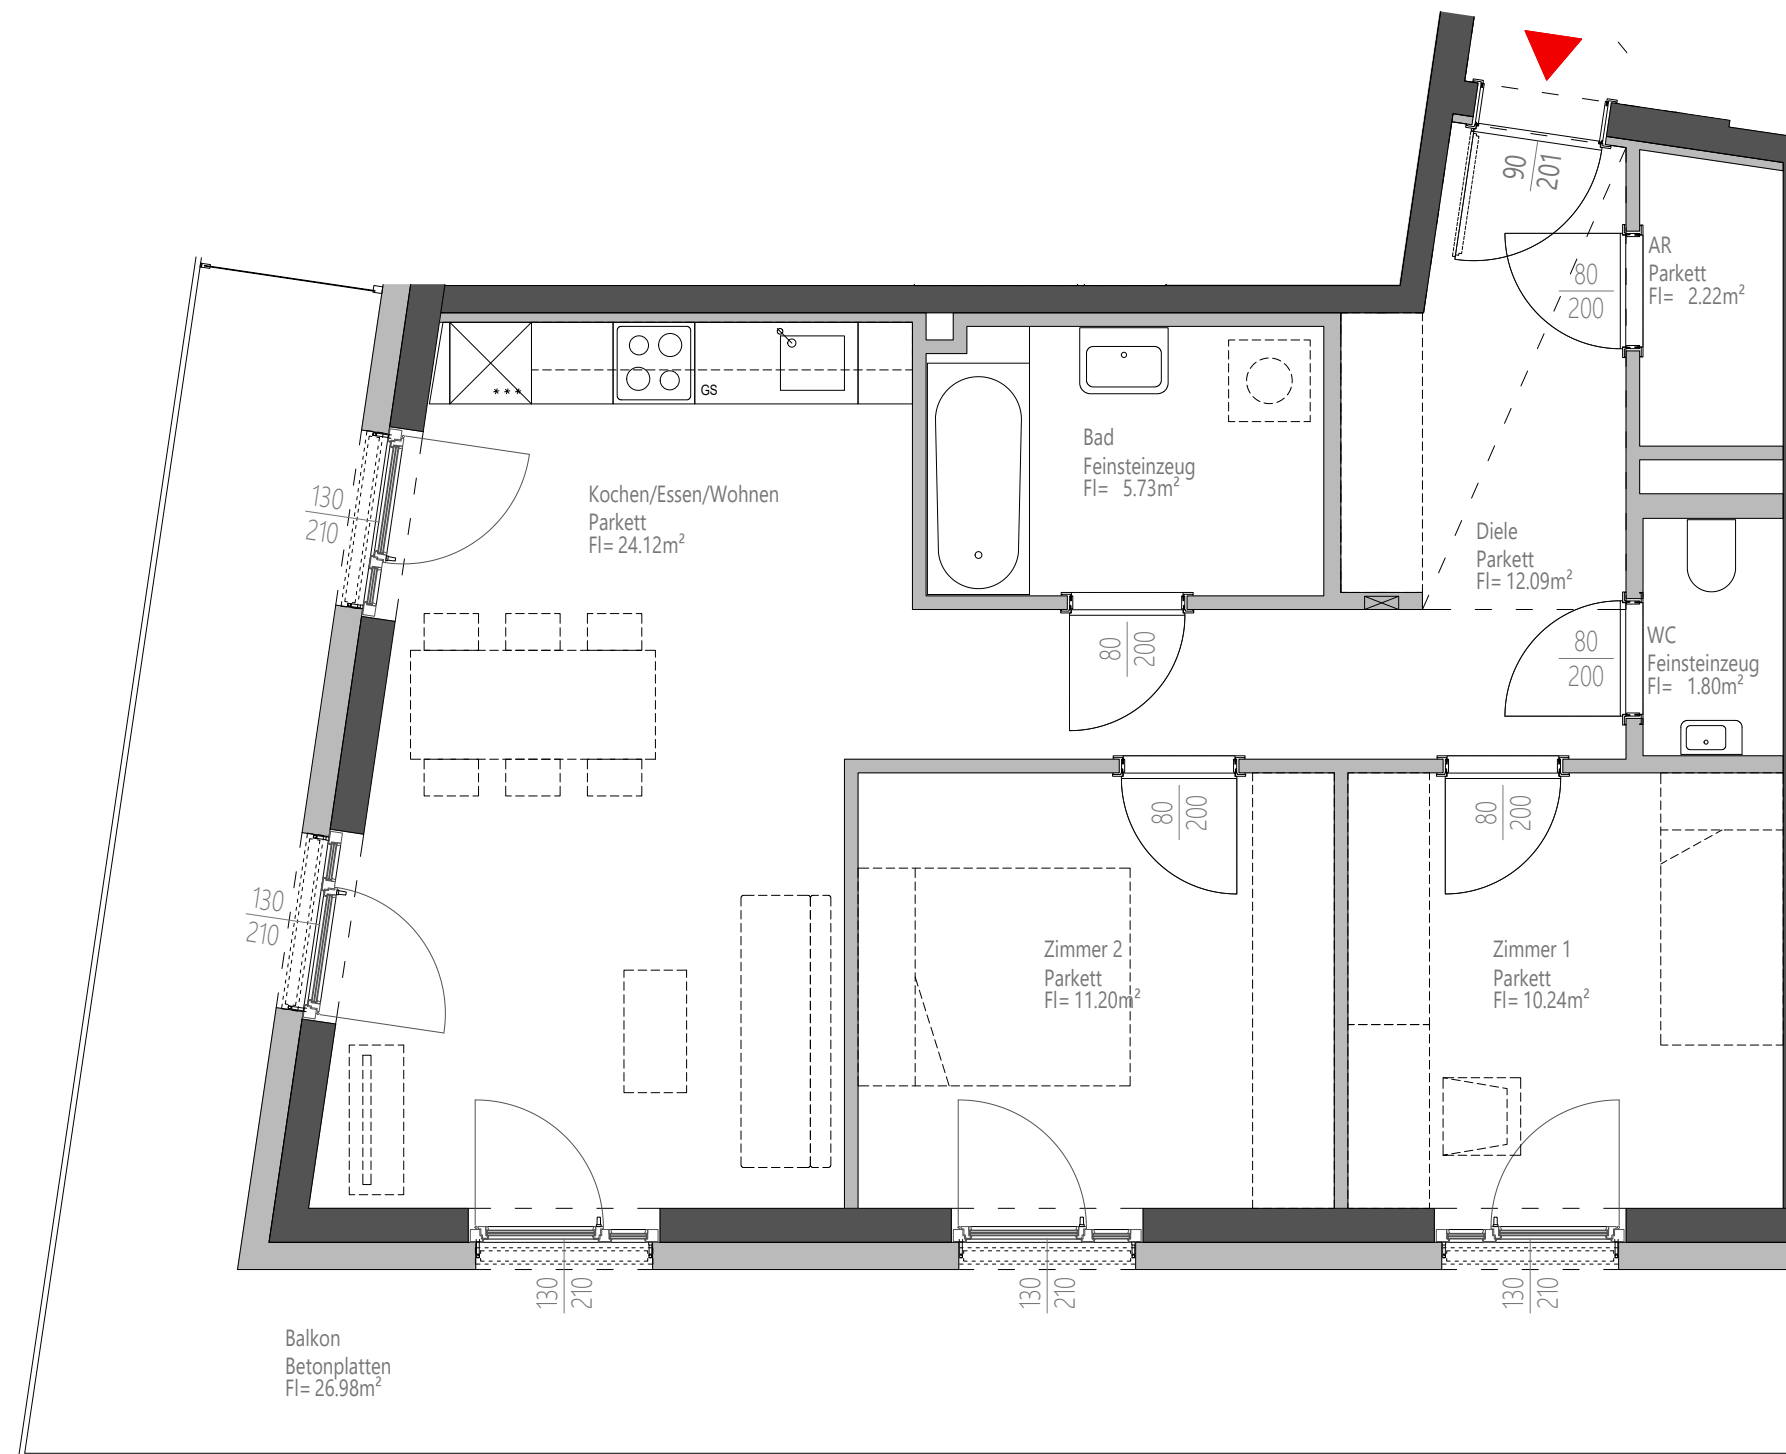 90
201
AR
Parkett
Fl= 2.22m²
80
200
***
GS
Bad
Feinsteinzeug
Fl= 5.73m²
130
210
Kochen/Essen/Wohnen
Parkett
Fl= 24.12m²
Diele
Parkett
Fl= 12.09m²
80
200
80
200
WC
Feinsteinzeug
Fl= 1.80m²
80
200
80
200
130
210
Zimmer 2
Parkett
Fl= 11.20m²
Zimmer 1
Parkett
Fl= 10.24m²
130
210
130
210
130
210
Balkon
Betonplatten
Fl= 26.98m²